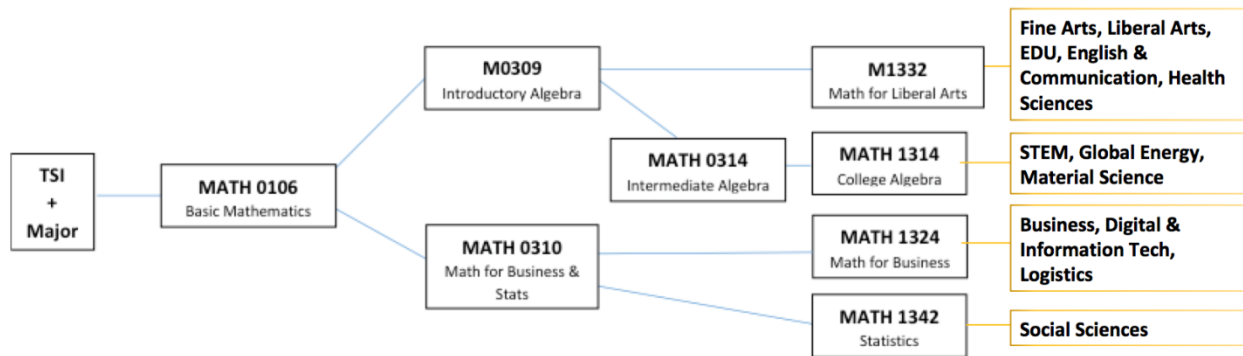 TSI
+
Major
MATH 0106
Basic Mathematics
M0309
Introductory Algebra
MATH 0310
Math for Business &
Stats
MATH 0314
Intermediate Algebra
M1332
Math for Liberal Arts
MATH 1314
College Algebra
MATH 1324
Math for Business
MATH 1342
Statistics
Fine Arts, Liberal Arts,
EDU, English &
Communication, Health
Sciences
STEM, Global Energy,
Material Science
Business, Digital &
Information Tech,
Logistics
Social Sciences